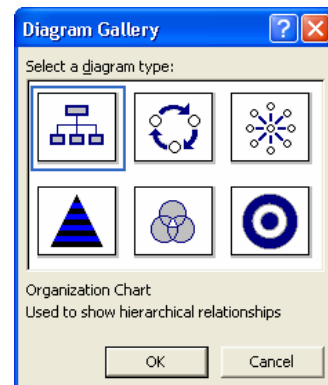 Diagram Gallery
Select a diagram type:
Organization Chart
Used to show hierarchical relationships
OK Cancel